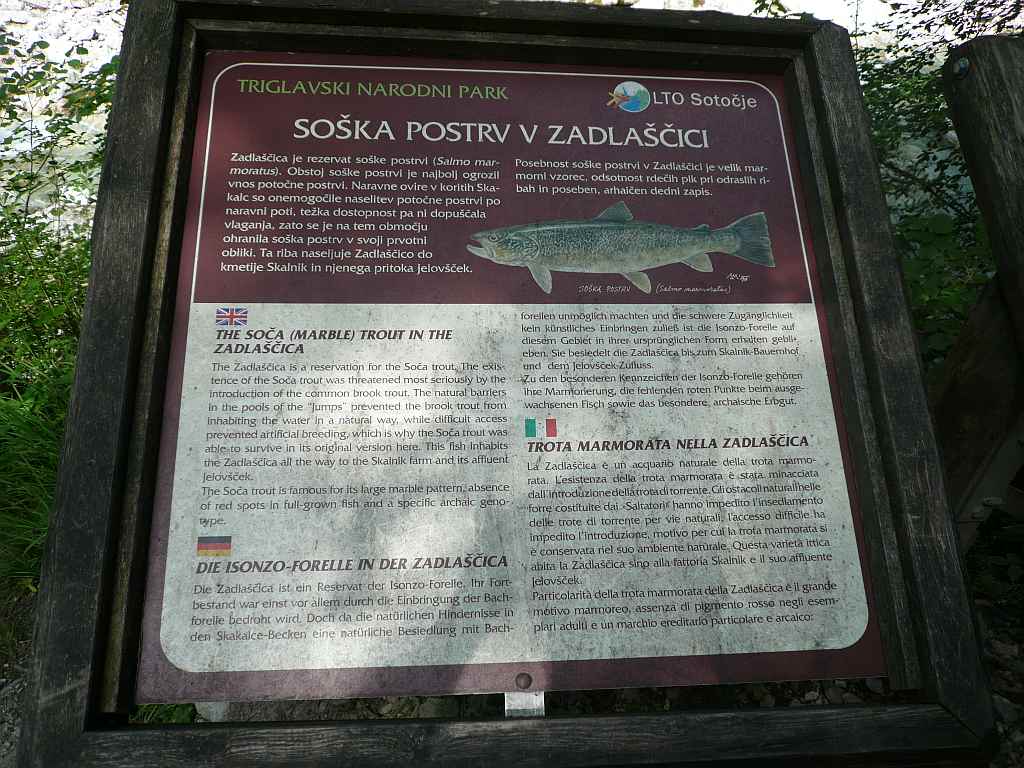 TRIGLAVSKI NARODNI PARK
LTO Sotočje
SOŠKA POSTRV V ZADLAŠČICI
Zadlaščica je rezervat soške postrvi (Salmo mar-
moratus). Obstoj soške postrvi je najbolj ogrozil
vnos potočne postrvi. Naravne ovire v koritih Ska-
kalc so onemogočile naselitev potočne postrvi po
naravni poti, težka dostopnost pa ni dopuščala
vlaganja, zato se je na tem območju
ohranila soška postrv v svoji prvotni
obliki. Ta riba naseljuje Zadlaščico do
kmetije Skalnik in njenega pritoka Jelovšček.
Posebnost soške postrvi v Zadlaščici je velik mar-
morni vzorec, odsotnost rdečih pik pri odraslih ri-
bah in poseben, arhaičen dedni zapis.
SOŠKA POSTRV (Salmo marmoratus)
THE SOČA (MARBLE) TROUT IN THE
ZADLAŠČICA
The Zadlaščica is a reservation for the Soča trout. The exis-
tence of the Soča trout was threatened most seriously by the
introduction of the common brook trout. The natural barriers
in the pools of the "Jumps" prevented the brook trout from
inhabiting the water in a natural way, while difficult access
prevented artificial breeding, which is why the Soča trout was
able to survive in its original version here. This fish inhabits
the Zadlaščica all the way to the Skalnik farm and its affluent
Jelovšček.
The Soča trout is famous for its large marble pattern, absence
of red spots in full-grown fish and a specific archaic geno-
type.
DIE ISONZO-FORELLE IN DER ZADLAŠČICA
Die Zadlaščica ist ein Reservat der Isonzo-Forelle. Ihr Fort-
bestand war einst vor allem durch die Einbringung der Bach-
forelle bedroht wird. Doch da die natürlichen Hindernisse in
den Skakalce-Becken eine natürliche Besiedlung mit Bach-
forellen unmöglich machten und die schwere Zugänglichkeit
kein künstliches Einbringen zuließ ist die Isonzo-Forelle auf
diesem Gebiet in ihrer ursprünglichen Form erhalten gebli-
eben. Sie besiedelt die Zadlaščica bis zum Skalnik-Bauernhof
und dem Jelovšček-Zufluss.
Zu den besonderen Kennzeichen der Isonzo-Forelle gehören
ihre Marmorierung, die fehlenden roten Punkte beim ausge-
wachsenen Fisch sowie das besondere, archaische Erbgut.
TROTA MARMORATA NELLA ZADLAŠČICA
La Zadlaščica è un acquario naturale della trota marmo-
rata. L'esistenza della trota marmorata è stata minacciata
dall'introduzione della trota di torrente. Gli ostacoli naturali nelle
forre costituite dai »Saltatori« hanno impedito l'insediamento
delle trote di torrente per vie naturali, l'accesso difficile ha
impedito l'introduzione, motivo per cui la trota marmorata si
è conservata nel suo ambiente naturale. Questa varietà ittica
abita la Zadlaščica sino alla fattoria Skalnik e il suo affluente
Jelovšček.
Particolarità della trota marmorata della Zadlaščica è il grande
motivo marmoreo, assenza di pigmento rosso negli esem-
plari adulti e un marchio ereditario particolare e arcaico.